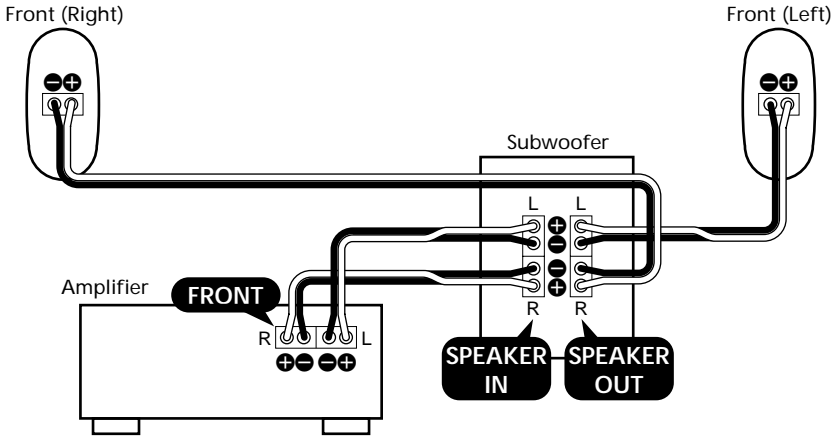 Front (Right)
Front (Left)
Subwoofer
L L
+
−
−
+
R R
Amplifier
FRONT
R L
+ − − +
− +
− +
SPEAKER
IN
SPEAKER
OUT